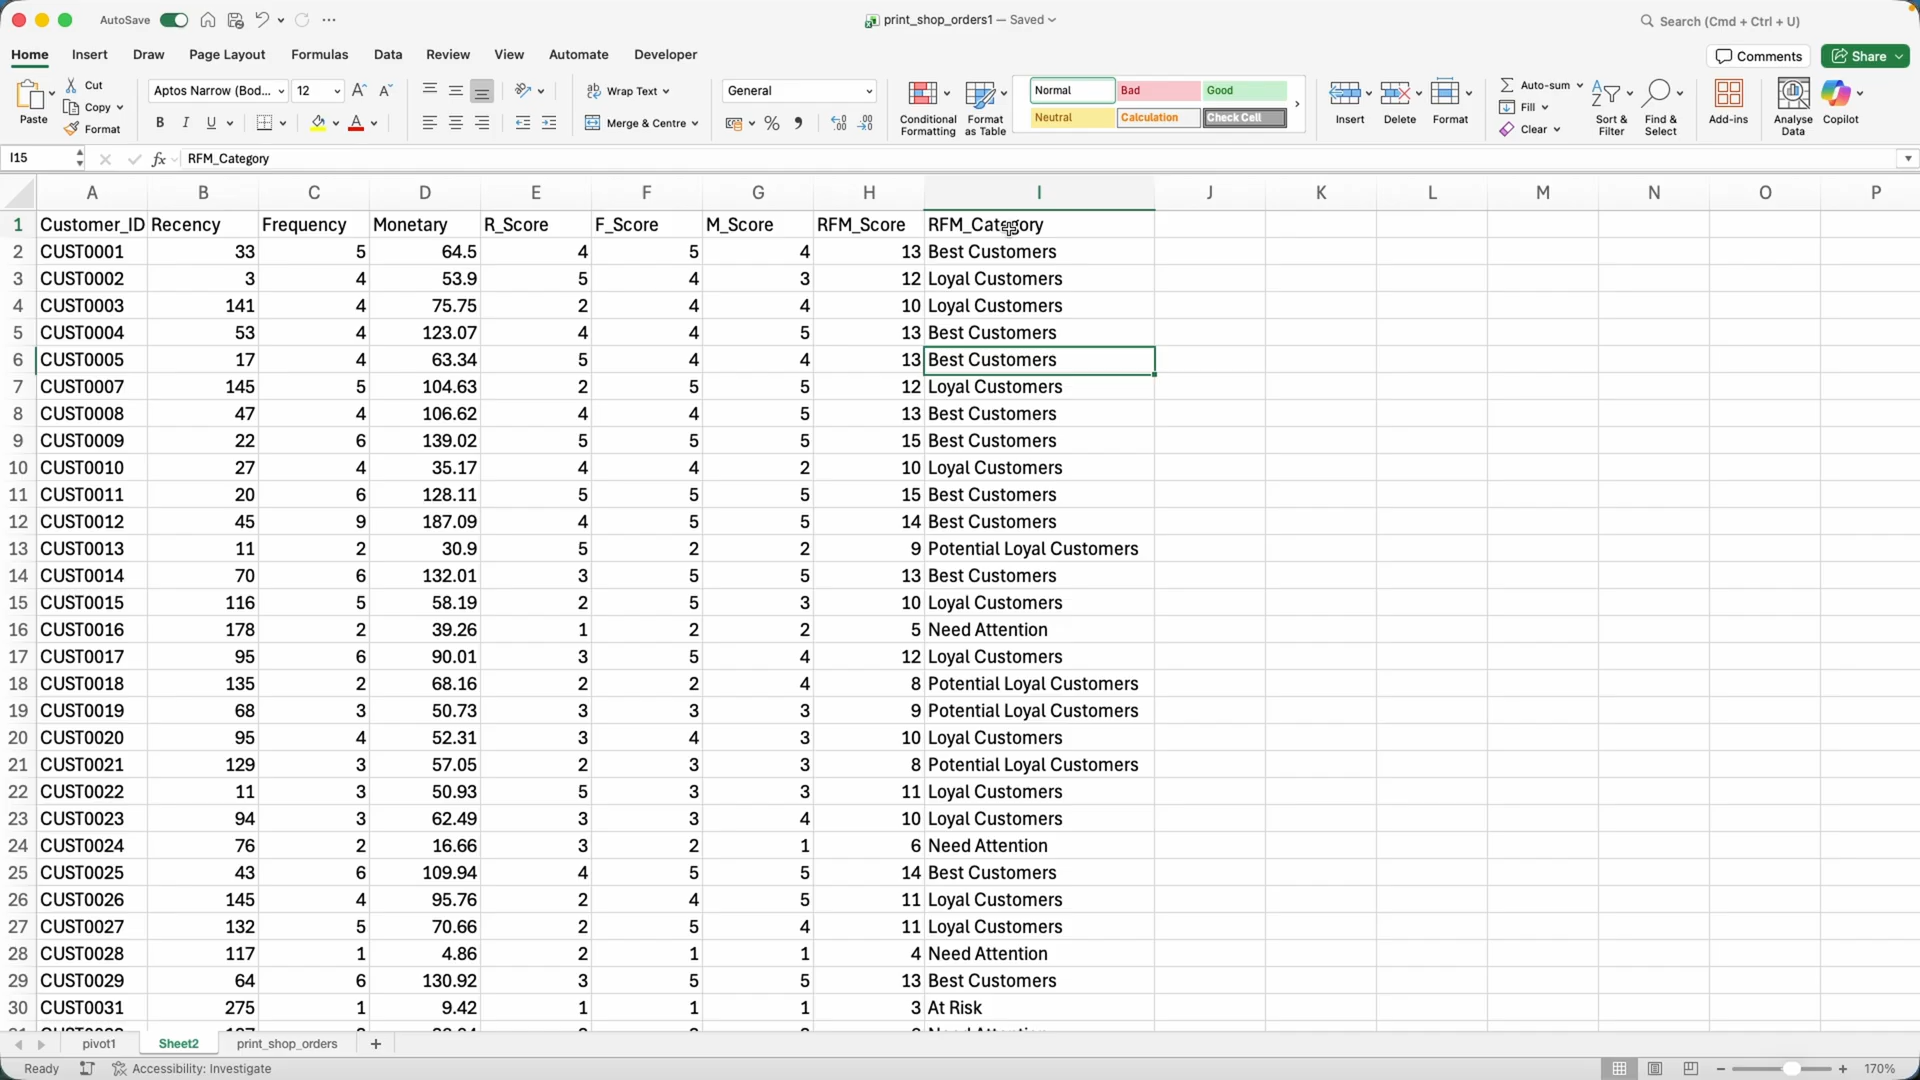 AutoSave
print_shop_orders1 — Saved
Search (Cmd + Ctrl + U)
Home Insert Draw Page Layout Formulas Data Review View Automate Developer
Comments
Share
Paste
Cut
Copy
Format
Aptos Narrow (Bod... 12
B I U
Wrap Text
Merge & Centre
General
Conditional Formatting
Format as Table
Normal Bad Good
Neutral Calculation Check Cell
Insert Delete Format
Auto-sum
Fill
Clear
Sort & Filter
Find & Select
Add-ins
Analyse Data
Copilot
I15 fx RFM_Category
A B C D E F G H I J K L M N O P
1 Customer_ID Recency Frequency Monetary R_Score F_Score M_Score RFM_Score RFM_Category
2 CUST0001 33 5 64.5 4 5 4 13 Best Customers
3 CUST0002 3 4 53.9 5 4 3 12 Loyal Customers
4 CUST0003 141 4 75.75 2 4 4 10 Loyal Customers
5 CUST0004 53 4 123.07 4 4 5 13 Best Customers
6 CUST0005 17 4 63.34 5 4 4 13 Best Customers
7 CUST0007 145 5 104.63 2 5 5 12 Loyal Customers
8 CUST0008 47 4 106.62 4 4 5 13 Best Customers
9 CUST0009 22 6 139.02 5 5 5 15 Best Customers
10 CUST0010 27 4 35.17 4 4 2 10 Loyal Customers
11 CUST0011 20 6 128.11 5 5 5 15 Best Customers
12 CUST0012 45 9 187.09 4 5 5 14 Best Customers
13 CUST0013 11 2 30.9 5 2 2 9 Potential Loyal Customers
14 CUST0014 70 6 132.01 3 5 5 13 Best Customers
15 CUST0015 116 5 58.19 2 5 3 10 Loyal Customers
16 CUST0016 178 2 39.26 1 2 2 5 Need Attention
17 CUST0017 95 6 90.01 3 5 4 12 Loyal Customers
18 CUST0018 135 2 68.16 2 2 4 8 Potential Loyal Customers
19 CUST0019 68 3 50.73 3 3 3 9 Potential Loyal Customers
20 CUST0020 95 4 52.31 3 4 3 10 Loyal Customers
21 CUST0021 129 3 57.05 2 3 3 8 Potential Loyal Customers
22 CUST0022 11 3 50.93 5 3 3 11 Loyal Customers
23 CUST0023 94 3 62.49 3 3 4 10 Loyal Customers
24 CUST0024 76 2 16.66 3 2 1 6 Need Attention
25 CUST0025 43 6 109.94 4 5 5 14 Best Customers
26 CUST0026 145 4 95.76 2 4 5 11 Loyal Customers
27 CUST0027 132 5 70.66 2 5 4 11 Loyal Customers
28 CUST0028 117 1 4.86 2 1 1 4 Need Attention
29 CUST0029 64 6 130.92 3 5 5 13 Best Customers
30 CUST0031 275 1 9.42 1 1 1 3 At Risk
pivot1 Sheet2 print_shop_orders +
Ready Accessibility: Investigate 170%